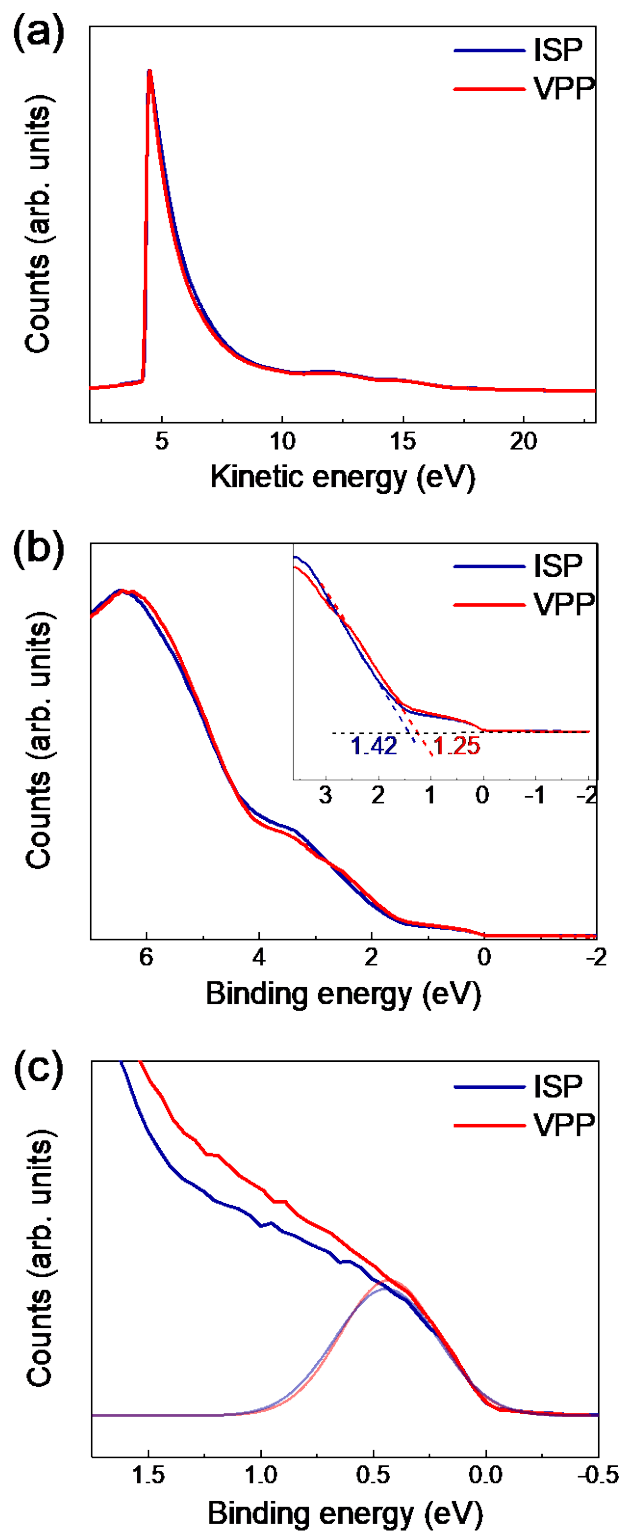 (a)
ISP
VPP
Counts (arb. units)
5 10 15 20
Kinetic energy (eV)
(b)
ISP
VPP
Counts (arb. units)
1.42 1.25
3 2 1 0 -1 -2
6 4 2 0 -2
Binding energy (eV)
(c)
ISP
VPP
Counts (arb. units)
1.5 1.0 0.5 0.0 -0.5
Binding energy (eV)